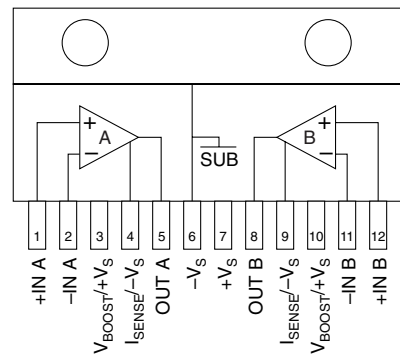 +
−
A
B
+
−
SUB
1 2 3 4 5 6 7 8 9 10 11 12
+IN A
−IN A
VBOOST/+VS
ISENSE/−VS
OUT A
−VS
+VS
OUT B
ISENSE/−VS
VBOOST/+VS
−IN B
+IN B